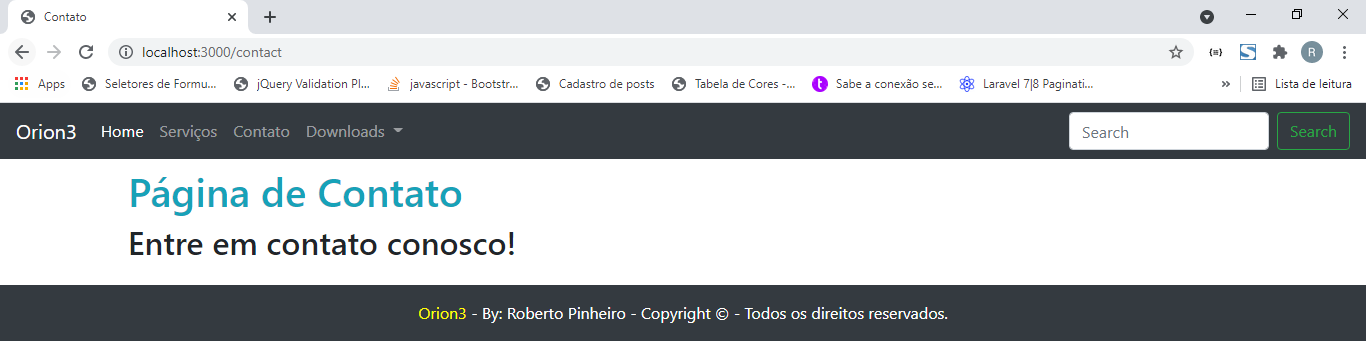 Contato
localhost:3000/contact
Apps Seletores de Formu... jQuery Validation Pl... javascript - Bootstr... Cadastro de posts Tabela de Cores -... Sabe a conexão se... Laravel 7|8 Paginati... » Lista de leitura
Orion3 Home Serviços Contato Downloads Search Search
Página de Contato
Entre em contato conosco!
Orion3 - By: Roberto Pinheiro - Copyright © - Todos os direitos reservados.